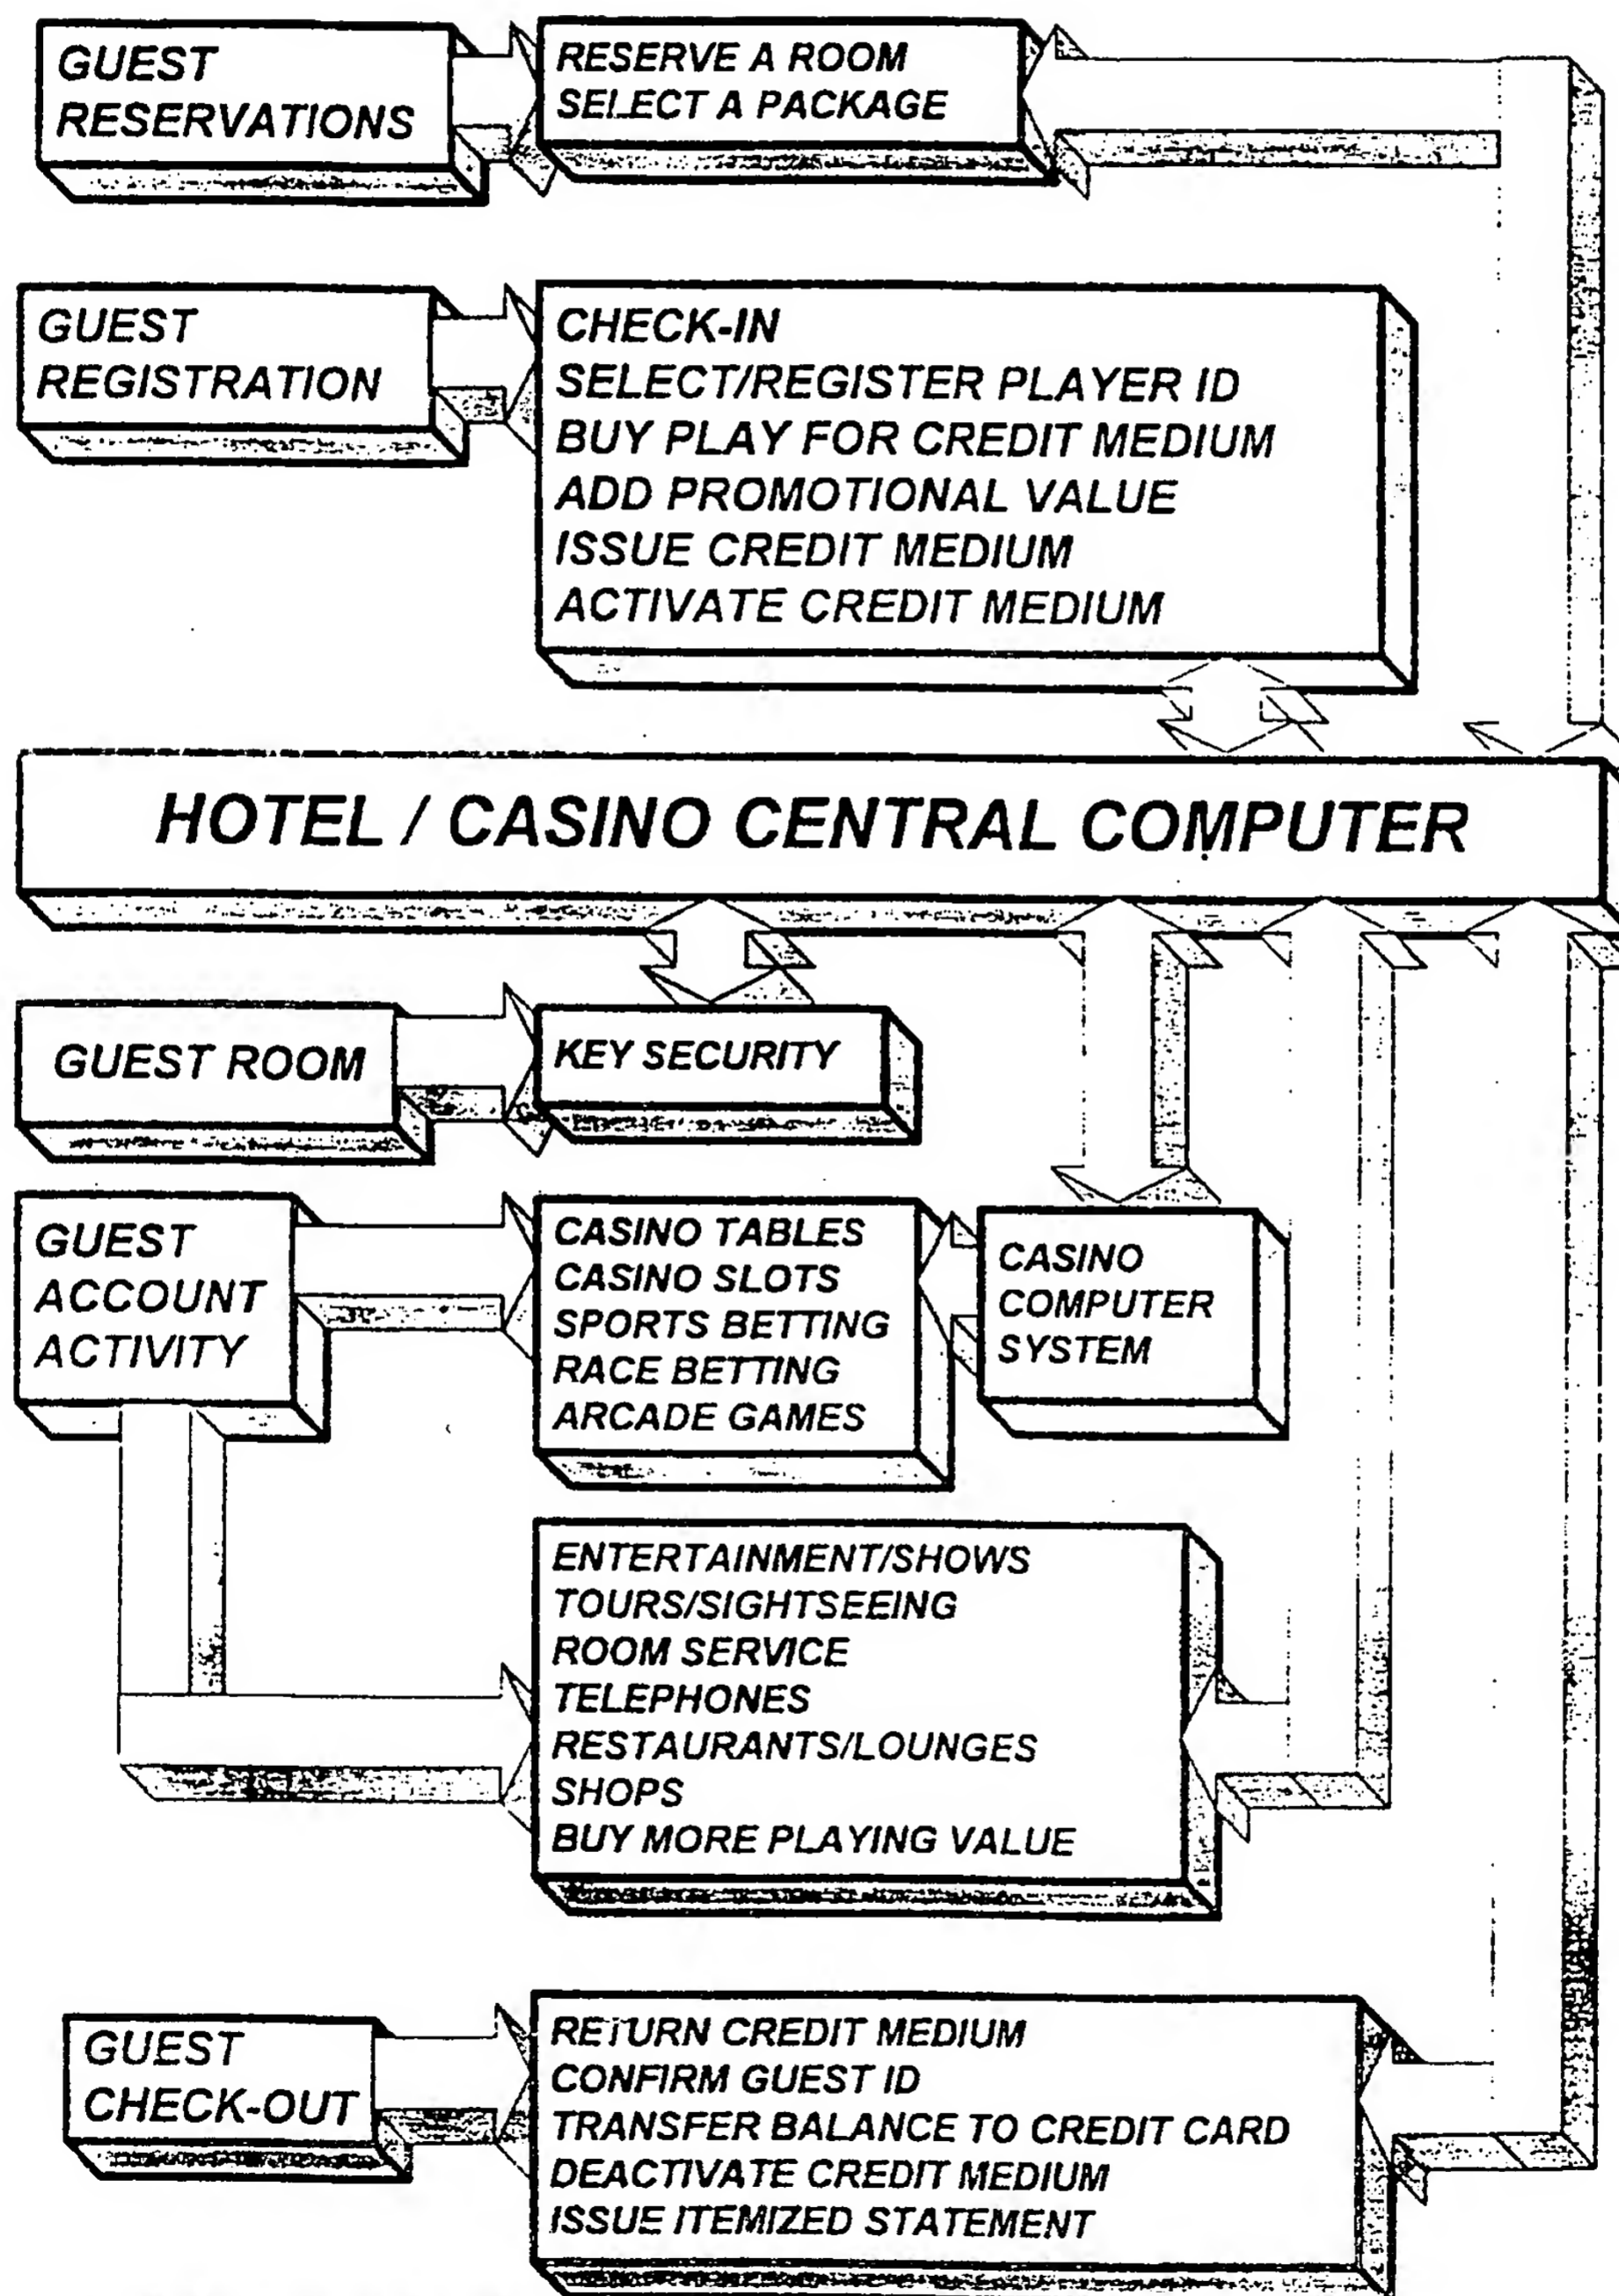 GUEST
RESERVATIONS
RESERVE A ROOM
SELECT A PACKAGE
GUEST
REGISTRATION
CHECK-IN
SELECT/REGISTER PLAYER ID
BUY PLAY FOR CREDIT MEDIUM
ADD PROMOTIONAL VALUE
ISSUE CREDIT MEDIUM
ACTIVATE CREDIT MEDIUM
HOTEL / CASINO CENTRAL COMPUTER
GUEST ROOM
KEY SECURITY
GUEST
ACCOUNT
ACTIVITY
CASINO TABLES
CASINO SLOTS
SPORTS BETTING
RACE BETTING
ARCADE GAMES
CASINO
COMPUTER
SYSTEM
ENTERTAINMENT/SHOWS
TOURS/SIGHTSEEING
ROOM SERVICE
TELEPHONES
RESTAURANTS/LOUNGES
SHOPS
BUY MORE PLAYING VALUE
GUEST
CHECK-OUT
RETURN CREDIT MEDIUM
CONFIRM GUEST ID
TRANSFER BALANCE TO CREDIT CARD
DEACTIVATE CREDIT MEDIUM
ISSUE ITEMIZED STATEMENT